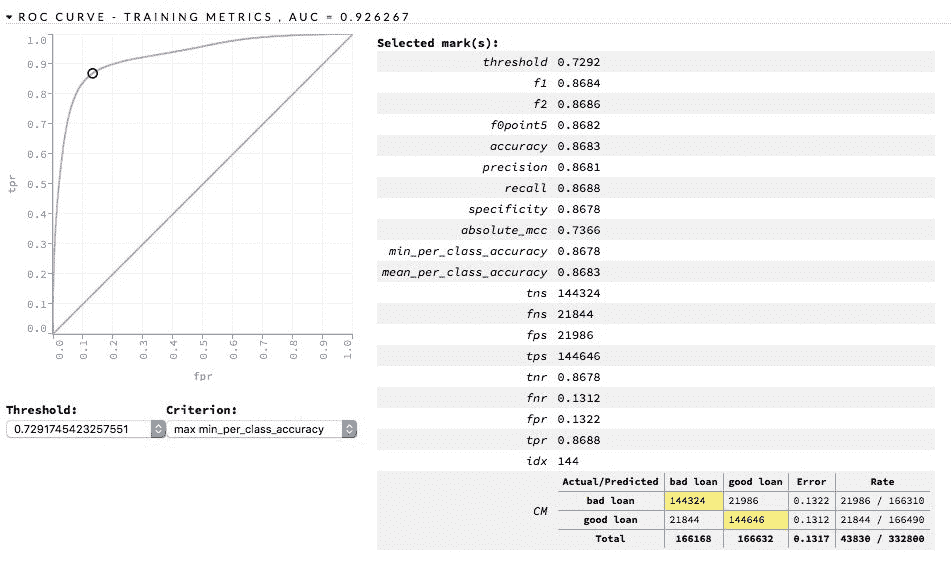 ROC CURVE - TRAINING METRICS , AUC = 0.926267
1.0
0.9
0.8
0.7
0.6
0.5
0.4
0.3
0.2
0.1
0.0
tpr
0.0 0.1 0.2 0.3 0.4 0.5 0.6 0.7 0.8 0.9 1.0
fpr
Threshold: Criterion:
0.7291745423257551 max min_per_class_accuracy
Selected mark(s):
threshold 0.7292
f1 0.8684
f2 0.8686
f0point5 0.8682
accuracy 0.8683
precision 0.8681
recall 0.8688
specificity 0.8678
absolute_mcc 0.7366
min_per_class_accuracy 0.8678
mean_per_class_accuracy 0.8683
tns 144324
fns 21844
fps 21986
tps 144646
tnr 0.8678
fnr 0.1312
fpr 0.1322
tpr 0.8688
idx 144
CM
Actual/Predicted bad loan good loan Error Rate
bad loan 144324 21986 0.1322 21986 / 166310
good loan 21844 144646 0.1312 21844 / 166490
Total 166168 166632 0.1317 43830 / 332800